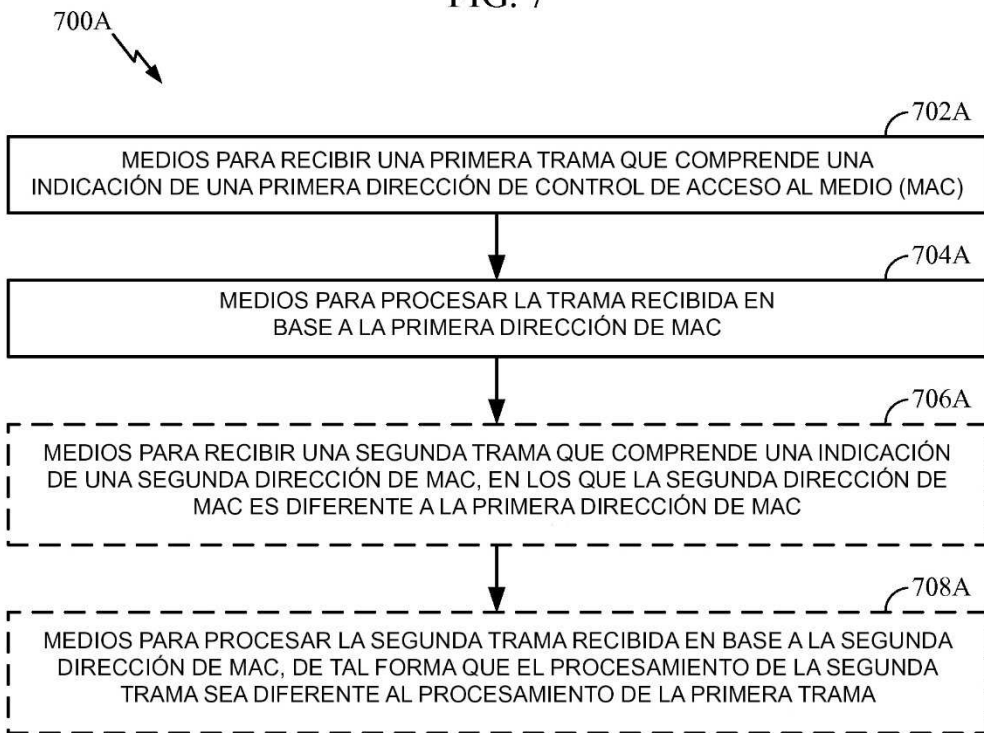 FIG. 7
700A
702A
MEDIOS PARA RECIBIR UNA PRIMERA TRAMA QUE COMPRENDE UNA
INDICACIÓN DE UNA PRIMERA DIRECCIÓN DE CONTROL DE ACCESO AL MEDIO (MAC)
704A
MEDIOS PARA PROCESAR LA TRAMA RECIBIDA EN
BASE A LA PRIMERA DIRECCIÓN DE MAC
706A
MEDIOS PARA RECIBIR UNA SEGUNDA TRAMA QUE COMPRENDE UNA INDICACIÓN
DE UNA SEGUNDA DIRECCIÓN DE MAC, EN LOS QUE LA SEGUNDA DIRECCIÓN DE
MAC ES DIFERENTE A LA PRIMERA DIRECCIÓN DE MAC
708A
MEDIOS PARA PROCESAR LA SEGUNDA TRAMA RECIBIDA EN BASE A LA SEGUNDA
DIRECCIÓN DE MAC, DE TAL FORMA QUE EL PROCESAMIENTO DE LA SEGUNDA
TRAMA SEA DIFERENTE AL PROCESAMIENTO DE LA PRIMERA TRAMA